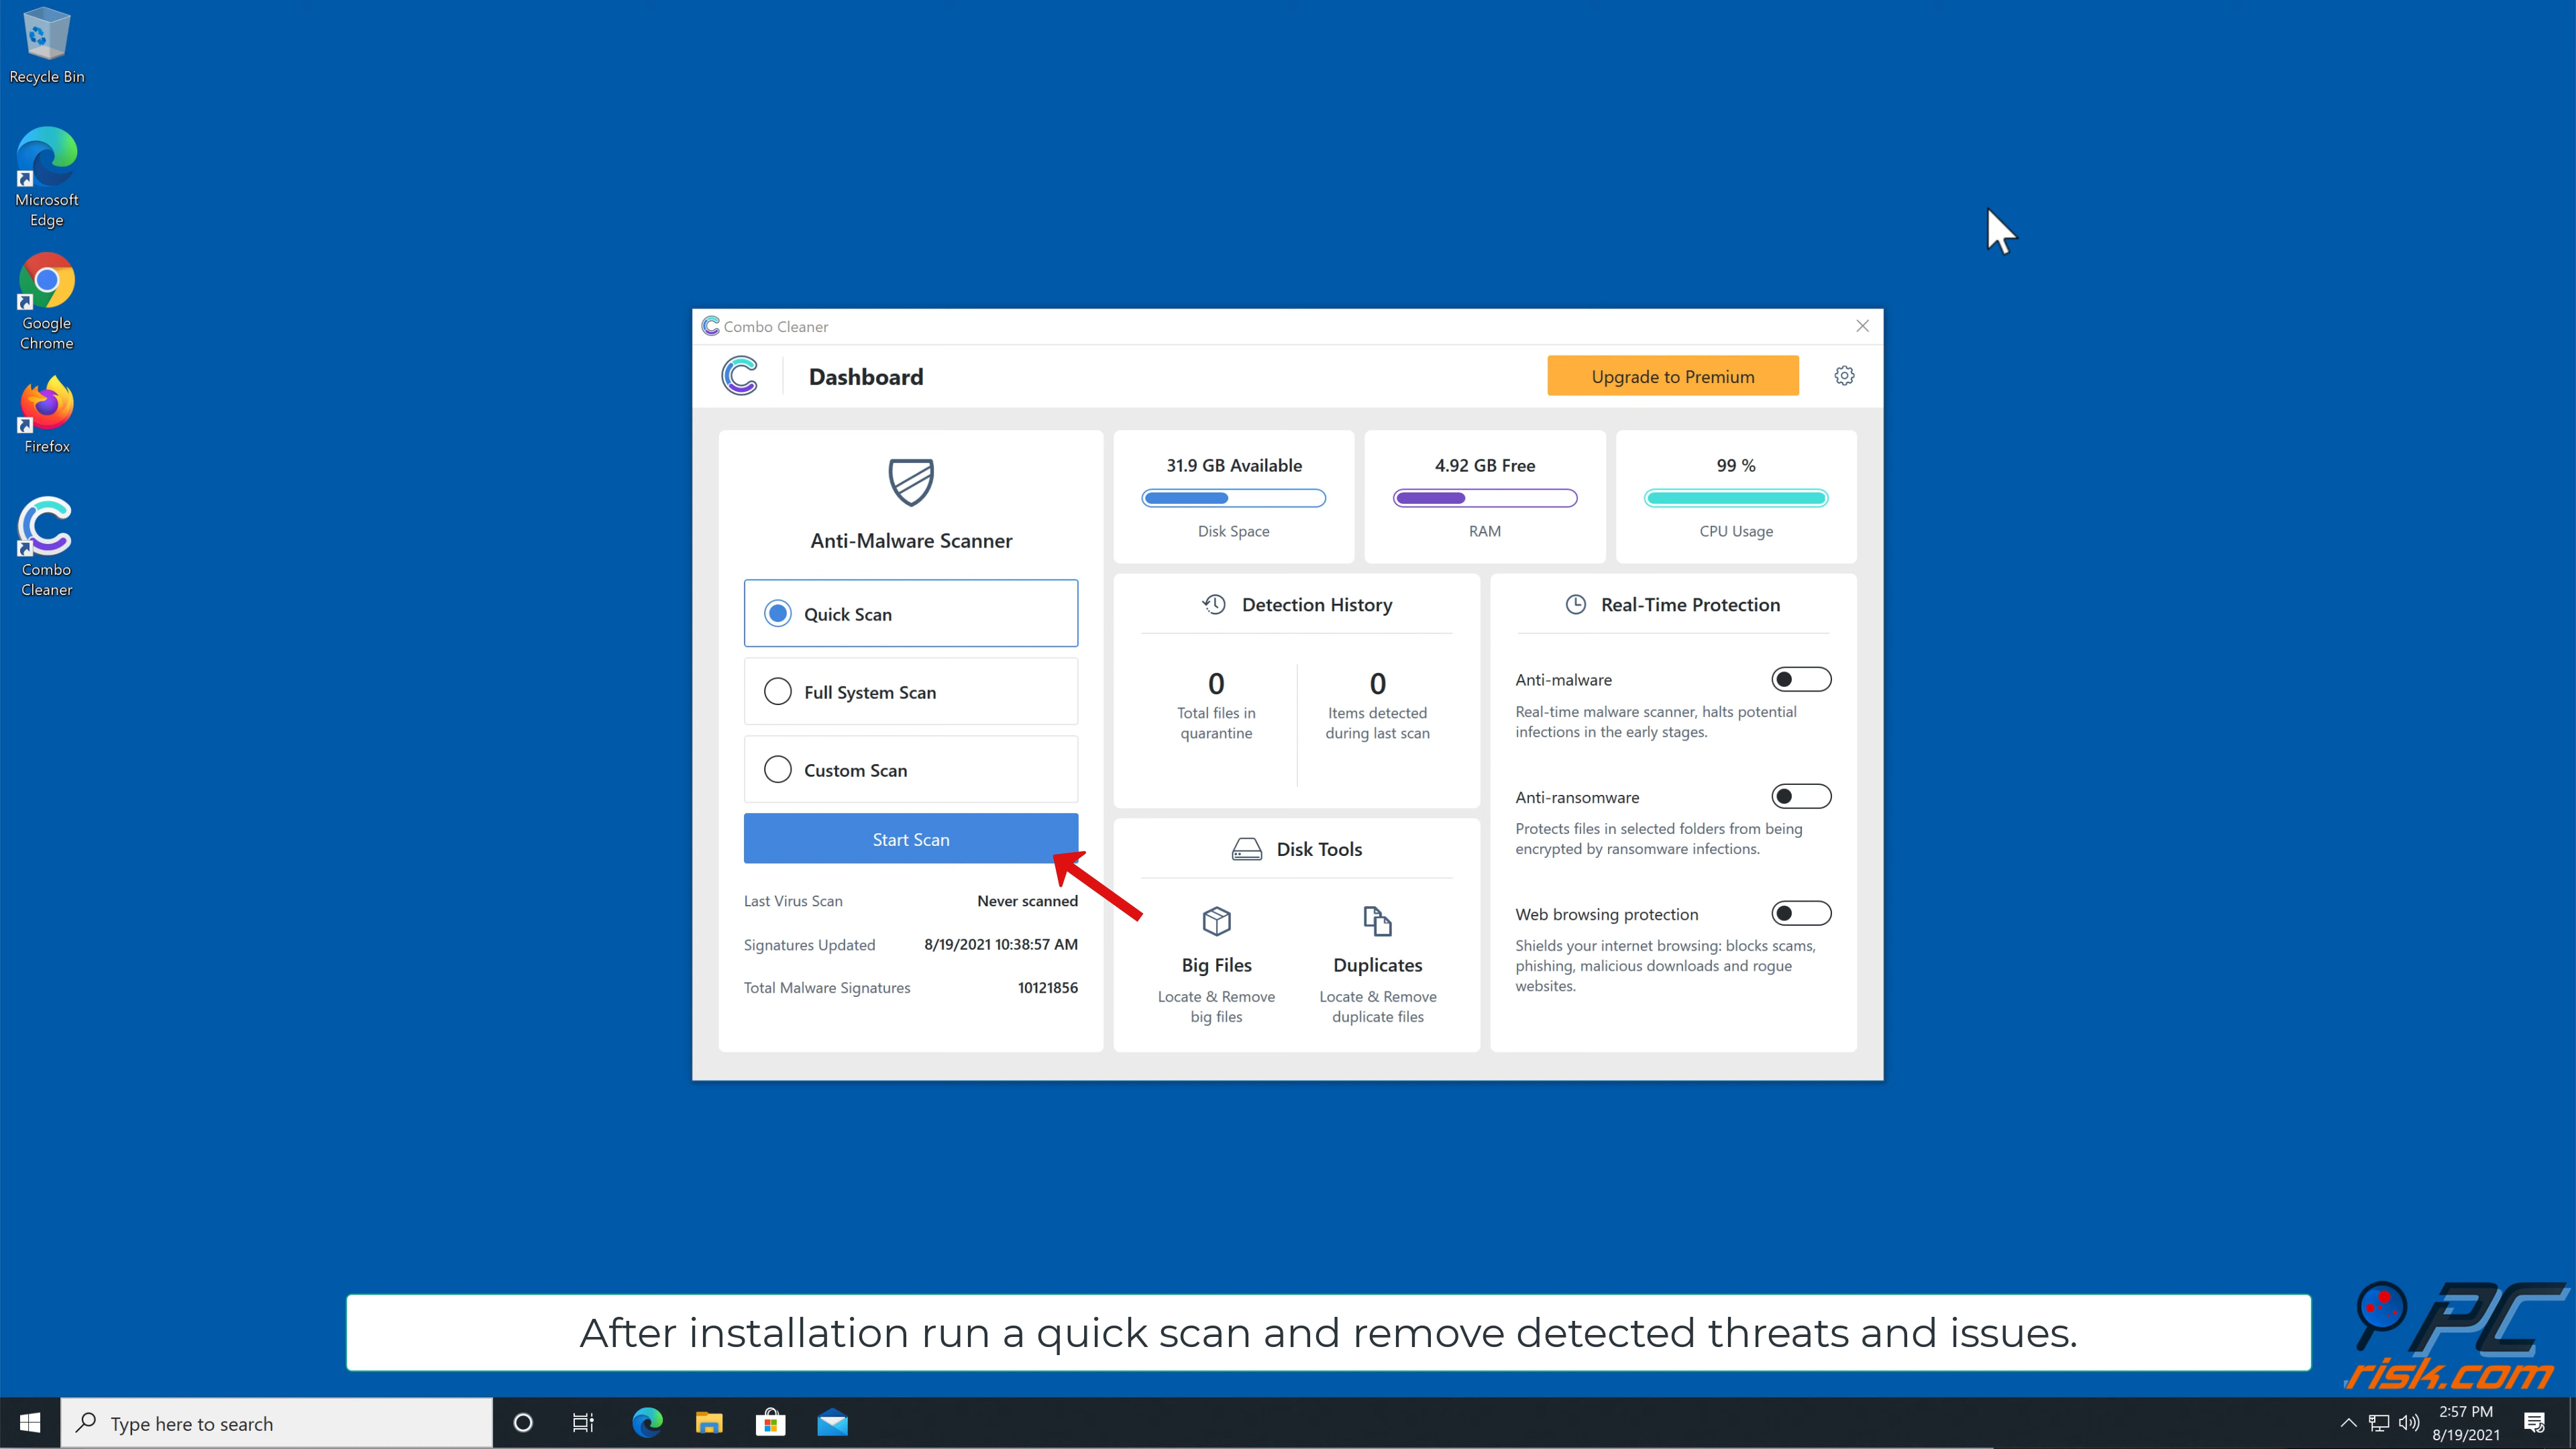 Recycle Bin
Microsoft
Edge
Google
Chrome
Firefox
Combo
Cleaner
Combo Cleaner
Dashboard
Upgrade to Premium
Anti-Malware Scanner
Quick Scan
Full System Scan
Custom Scan
Start Scan
Last Virus Scan Never scanned
Signatures Updated 8/19/2021 10:38:57 AM
Total Malware Signatures 10121856
31.9 GB Available
Disk Space
4.92 GB Free
RAM
99 %
CPU Usage
Detection History
0
Total files in
quarantine
0
Items detected
during last scan
Disk Tools
Big Files
Locate & Remove
big files
Duplicates
Locate & Remove
duplicate files
Real-Time Protection
Anti-malware
Real-time malware scanner, halts potential
infections in the early stages.
Anti-ransomware
Protects files in selected folders from being
encrypted by ransomware infections.
Web browsing protection
Shields your internet browsing: blocks scams,
phishing, malicious downloads and rogue
websites.
After installation run a quick scan and remove detected threats and issues.
PC
risk.com
Type here to search
2:57 PM
8/19/2021